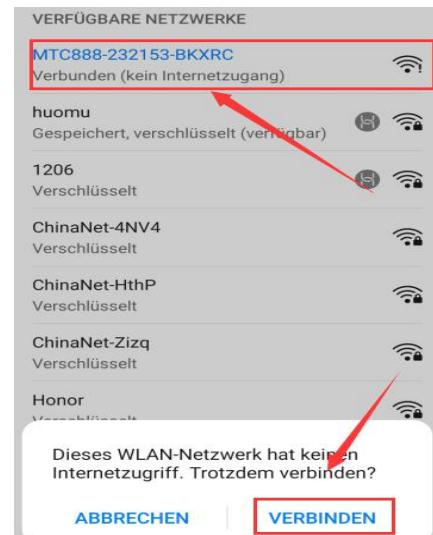 VERFÜGBARE NETZWERKE
MTC888-232153-BKXRC
Verbunden (kein Internetzugang)
huomu
Gespeichert, verschlüsselt (verfügbar)
1206
Verschlüsselt
ChinaNet-4NV4
Verschlüsselt
ChinaNet-HthP
Verschlüsselt
ChinaNet-Zizq
Verschlüsselt
Honor
Verschlüsselt
Dieses WLAN-Netzwerk hat keinen
Internetzugriff. Trotzdem verbinden?
ABBRECHEN VERBINDEN